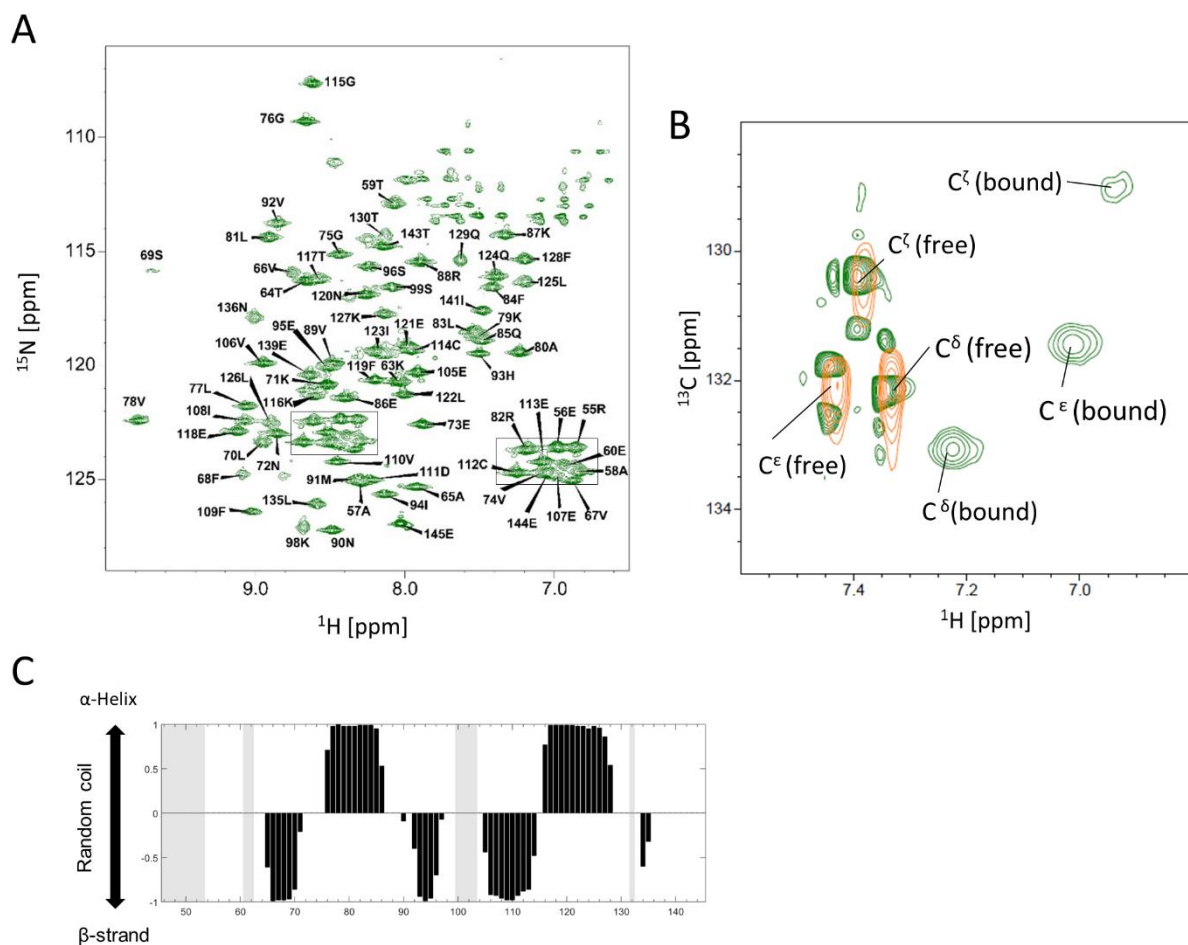 A
115G
76G
110
59T
92V
130T
81L
75G
143T
129Q
87K
69S
115
117T
124Q
128F
66V
96S
88R
125L
64T
99S
120N
84F
136N
141I
127K
79K
95E
89V
83L
85Q
123I
121E
106V
139E
114C
80A
120
119F
63K
93H
126L
71K
105E
116K
122L
77L
86E
78V
113E
56E
108I
73E
82R
55R
118E
60E
70L
110V
72N
112C
58A
68F
91M
111D
125
74V
57A
65A
94I
144E
107E
67V
109F
135L
145E
98K
90N
15N [ppm]
9.0
8.0
7.0
1H [ppm]
B
Cζ (bound)
130
Cζ (free)
Cδ (free)
Cε (bound)
132
Cε (free)
Cδ (bound)
134
13C [ppm]
7.4
7.2
7.0
1H [ppm]
C
α-Helix
Random coil
β-strand
1
0.5
0
-0.5
-1
50
60
70
80
90
100
110
120
130
140